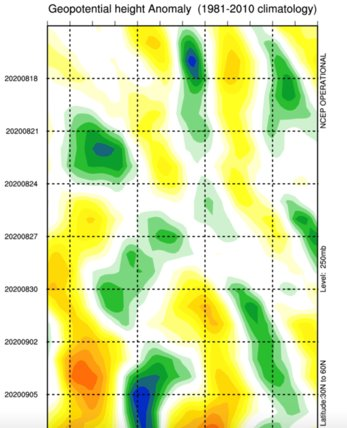 Geopotential height Anomaly (1981-2010 climatology)
20200818
20200821
20200824
20200827
20200830
20200902
20200905
NCEP OPERATIONAL
Level: 250mb
Latitude:30N to 60N